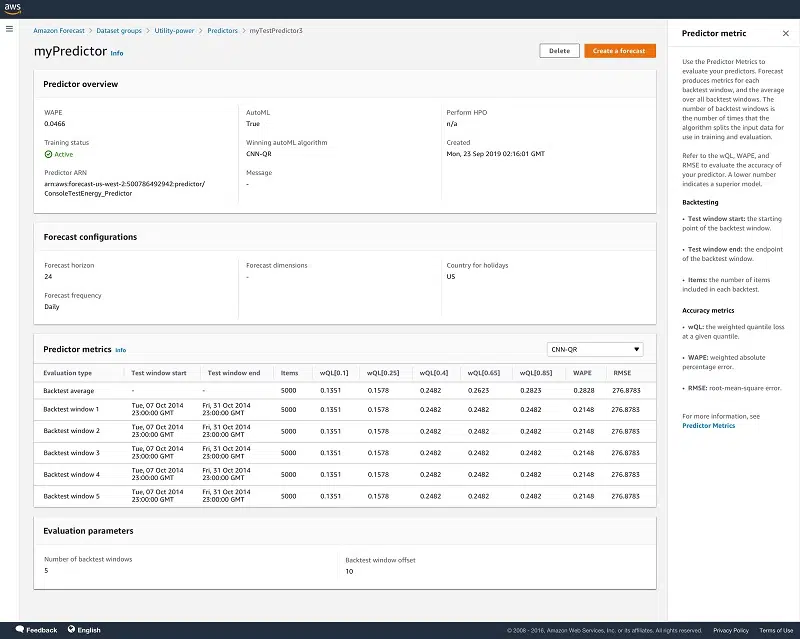 aws
Amazon Forecast > Dataset groups > Utility-power > Predictors > myTestPredictor3
myPredictor Info
Delete
Create a forecast
Predictor overview
WAPE
0.0466
AutoML
True
Perform HPO
n/a
Training status
Active
Winning autoML algorithm
CNN-QR
Created
Mon, 23 Sep 2019 02:16:01 GMT
Predictor ARN
arn:aws:forecast-us-west-2:500786492942:predictor/
ConsoleTestEnergy_Predictor
Message
-
Forecast configurations
Forecast horizon
24
Forecast dimensions
-
Country for holidays
US
Forecast frequency
Daily
Predictor metrics Info
CNN-QR
Evaluation type Test window start Test window end Items wQL[0.1] wQL[0.25] wQL[0.4] wQL[0.65] wQL[0.85] WAPE RMSE
Backtest average - - 5000 0.1351 0.1578 0.2482 0.2623 0.2823 0.2828 276.8783
Backtest window 1 Tue, 07 Oct 2014 23:00:00 GMT Fri, 31 Oct 2014 23:00:00 GMT 5000 0.1351 0.1578 0.2482 0.2482 0.2482 0.2148 276.8783
Backtest window 2 Tue, 07 Oct 2014 23:00:00 GMT Fri, 31 Oct 2014 23:00:00 GMT 5000 0.1351 0.1578 0.2482 0.2482 0.2482 0.2148 276.8783
Backtest window 3 Tue, 07 Oct 2014 23:00:00 GMT Fri, 31 Oct 2014 23:00:00 GMT 5000 0.1351 0.1578 0.2482 0.2482 0.2482 0.2148 276.8783
Backtest window 4 Tue, 07 Oct 2014 23:00:00 GMT Fri, 31 Oct 2014 23:00:00 GMT 5000 0.1351 0.1578 0.2482 0.2482 0.2482 0.2148 276.8783
Backtest window 5 Tue, 07 Oct 2014 23:00:00 GMT Fri, 31 Oct 2014 23:00:00 GMT 5000 0.1351 0.1578 0.2482 0.2482 0.2482 0.2148 276.8783
Evaluation parameters
Number of backtest windows
5
Backtest window offset
10
Predictor metric
Use the Predictor Metrics to
evaluate your predictors. Forecast
produces metrics for each
backtest window, and the average
over all backtest windows. The
number of backtest windows is
the number of times that the
algorithm splits the input data for
use in training and evaluation.
Refer to the wQL, WAPE, and
RMSE to evaluate the accuracy of
your predictor. A lower number
indicates a superior model.
Backtesting
• Test window start: the starting
point of the backtest window.
• Test window end: the endpoint
of the backtest window.
• Items: the number of items
included in each backtest.
Accuracy metrics
• wQL: the weighted quantile loss
at a given quantile.
• WAPE: weighted absolute
percentage error.
• RMSE: root-mean-square error.
For more information, see
Predictor Metrics
Feedback English
© 2008 - 2016, Amazon Web Services, Inc. or its affiliates. All rights reserved. Privacy Policy Terms of Use